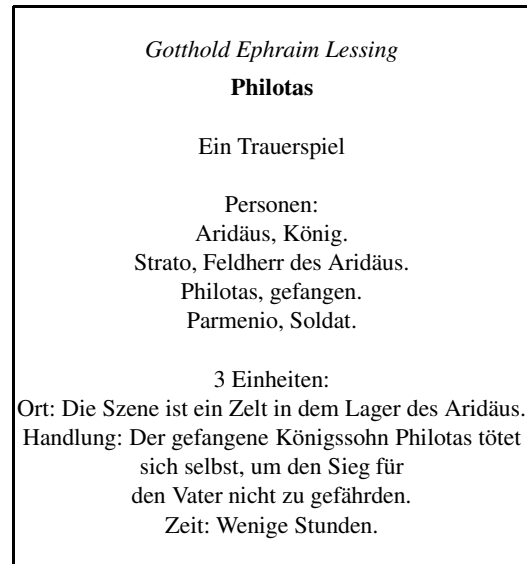 Gotthold Ephraim Lessing
Philotas
Ein Trauerspiel
Personen:
Aridäus, König.
Strato, Feldherr des Aridäus.
Philotas, gefangen.
Parmenio, Soldat.
3 Einheiten:
Ort: Die Szene ist ein Zelt in dem Lager des Aridäus.
Handlung: Der gefangene Königssohn Philotas tötet
sich selbst, um den Sieg für
den Vater nicht zu gefährden.
Zeit: Wenige Stunden.